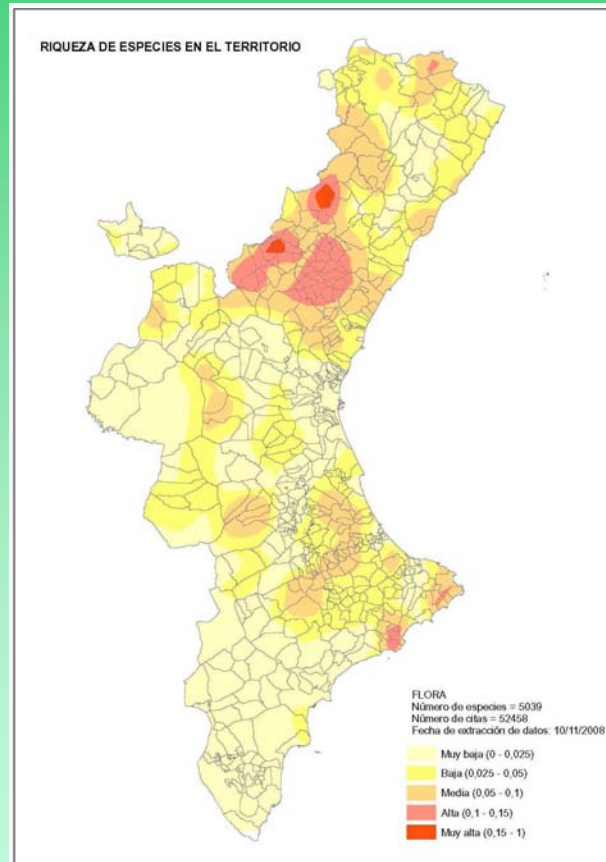 RIQUEZA DE ESPECIES EN EL TERRITORIO
FLORA
Número de especies = 5039
Número de citas = 52458
Fecha de extracción de datos: 10/11/2008
Muy baja (0 - 0,025)
Baja (0,025 - 0,05)
Media (0,05 - 0,1)
Alta (0,1 - 0,15)
Muy alta (0,15 - 1)